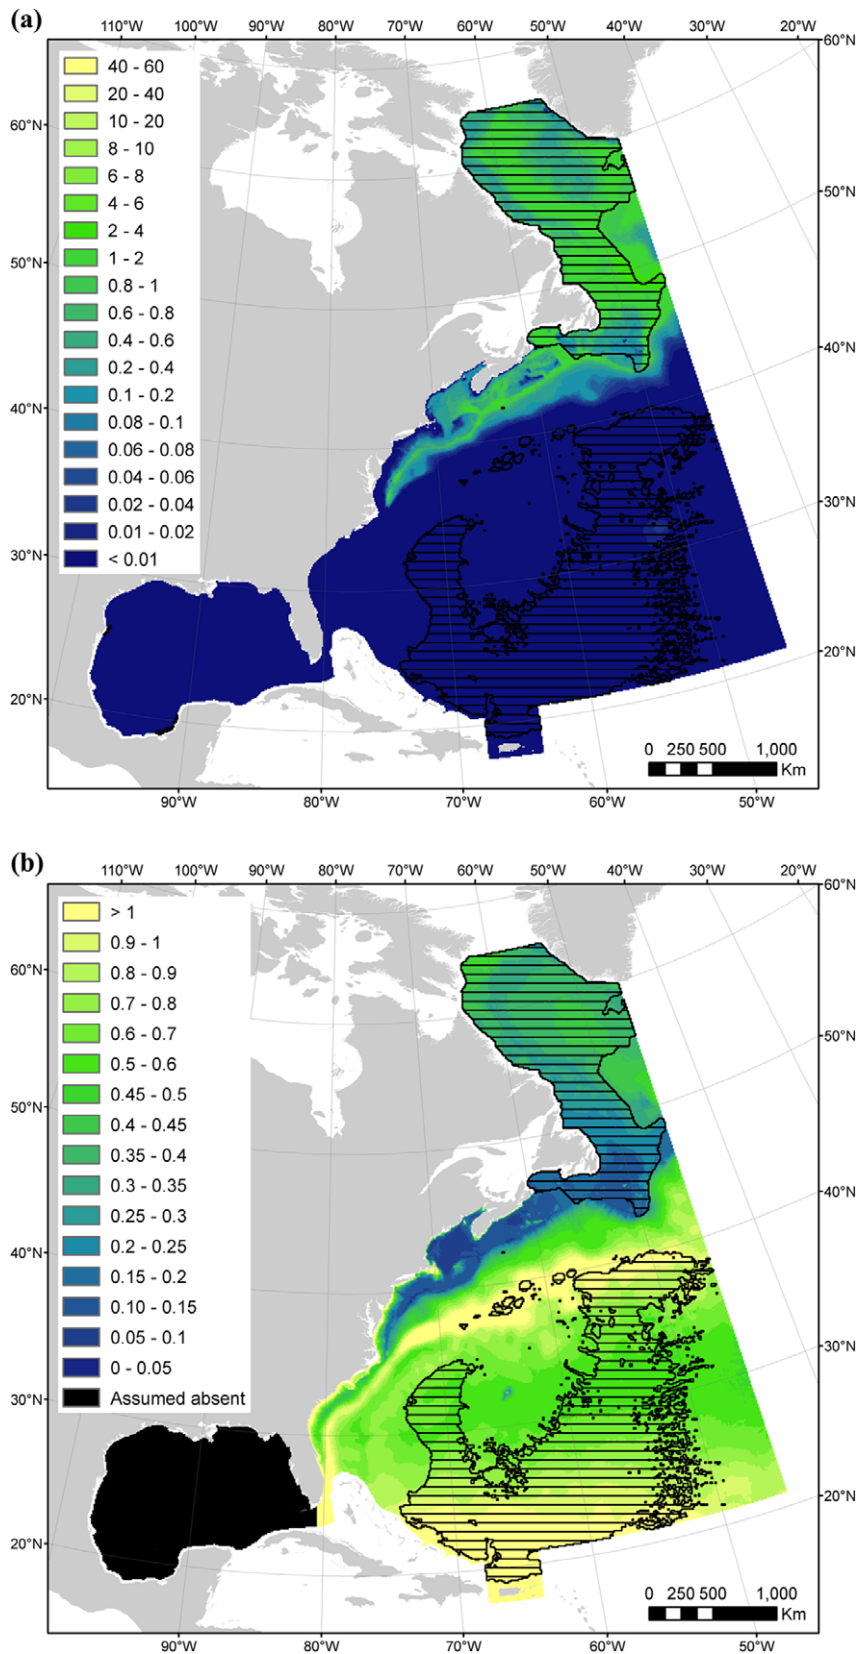 (a)
110°W 100°W 90°W 80°W 70°W 60°W 50°W 40°W 30°W 20°W
60°N
40 - 60
20 - 40
10 - 20
8 - 10
6 - 8
4 - 6
2 - 4
1 - 2
0.8 - 1
0.6 - 0.8
0.4 - 0.6
0.2 - 0.4
0.1 - 0.2
0.08 - 0.1
0.06 - 0.08
0.04 - 0.06
0.02 - 0.04
0.01 - 0.02
< 0.01
60°N
50°N
40°N
30°N
20°N
50°N
40°N
30°N
20°N
0 250 500 1,000
Km
90°W 80°W 70°W 60°W 50°W
(b)
110°W 100°W 90°W 80°W 70°W 60°W 50°W 40°W 30°W 20°W
60°N
> 1
0.9 - 1
0.8 - 0.9
0.7 - 0.8
0.6 - 0.7
0.5 - 0.6
0.45 - 0.5
0.4 - 0.45
0.35 - 0.4
0.3 - 0.35
0.25 - 0.3
0.2 - 0.25
0.15 - 0.2
0.10 - 0.15
0.05 - 0.1
0 - 0.05
Assumed absent
60°N
50°N
40°N
30°N
20°N
50°N
40°N
30°N
20°N
0 250 500 1,000
Km
90°W 80°W 70°W 60°W 50°W